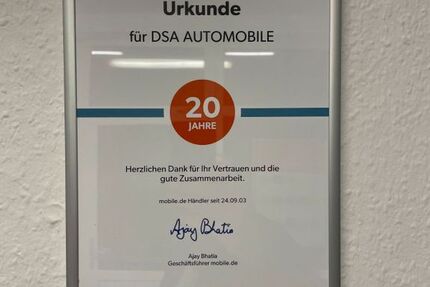 Urkunde
für DSA AUTOMOBILE
20
JAHRE
Herzlichen Dank für Ihr Vertrauen und die
gute Zusammenarbeit.
mobile.de Händler seit 24.09.03
Ajay Bhatia
Ajay Bhatia
Geschäftsführer mobile.de